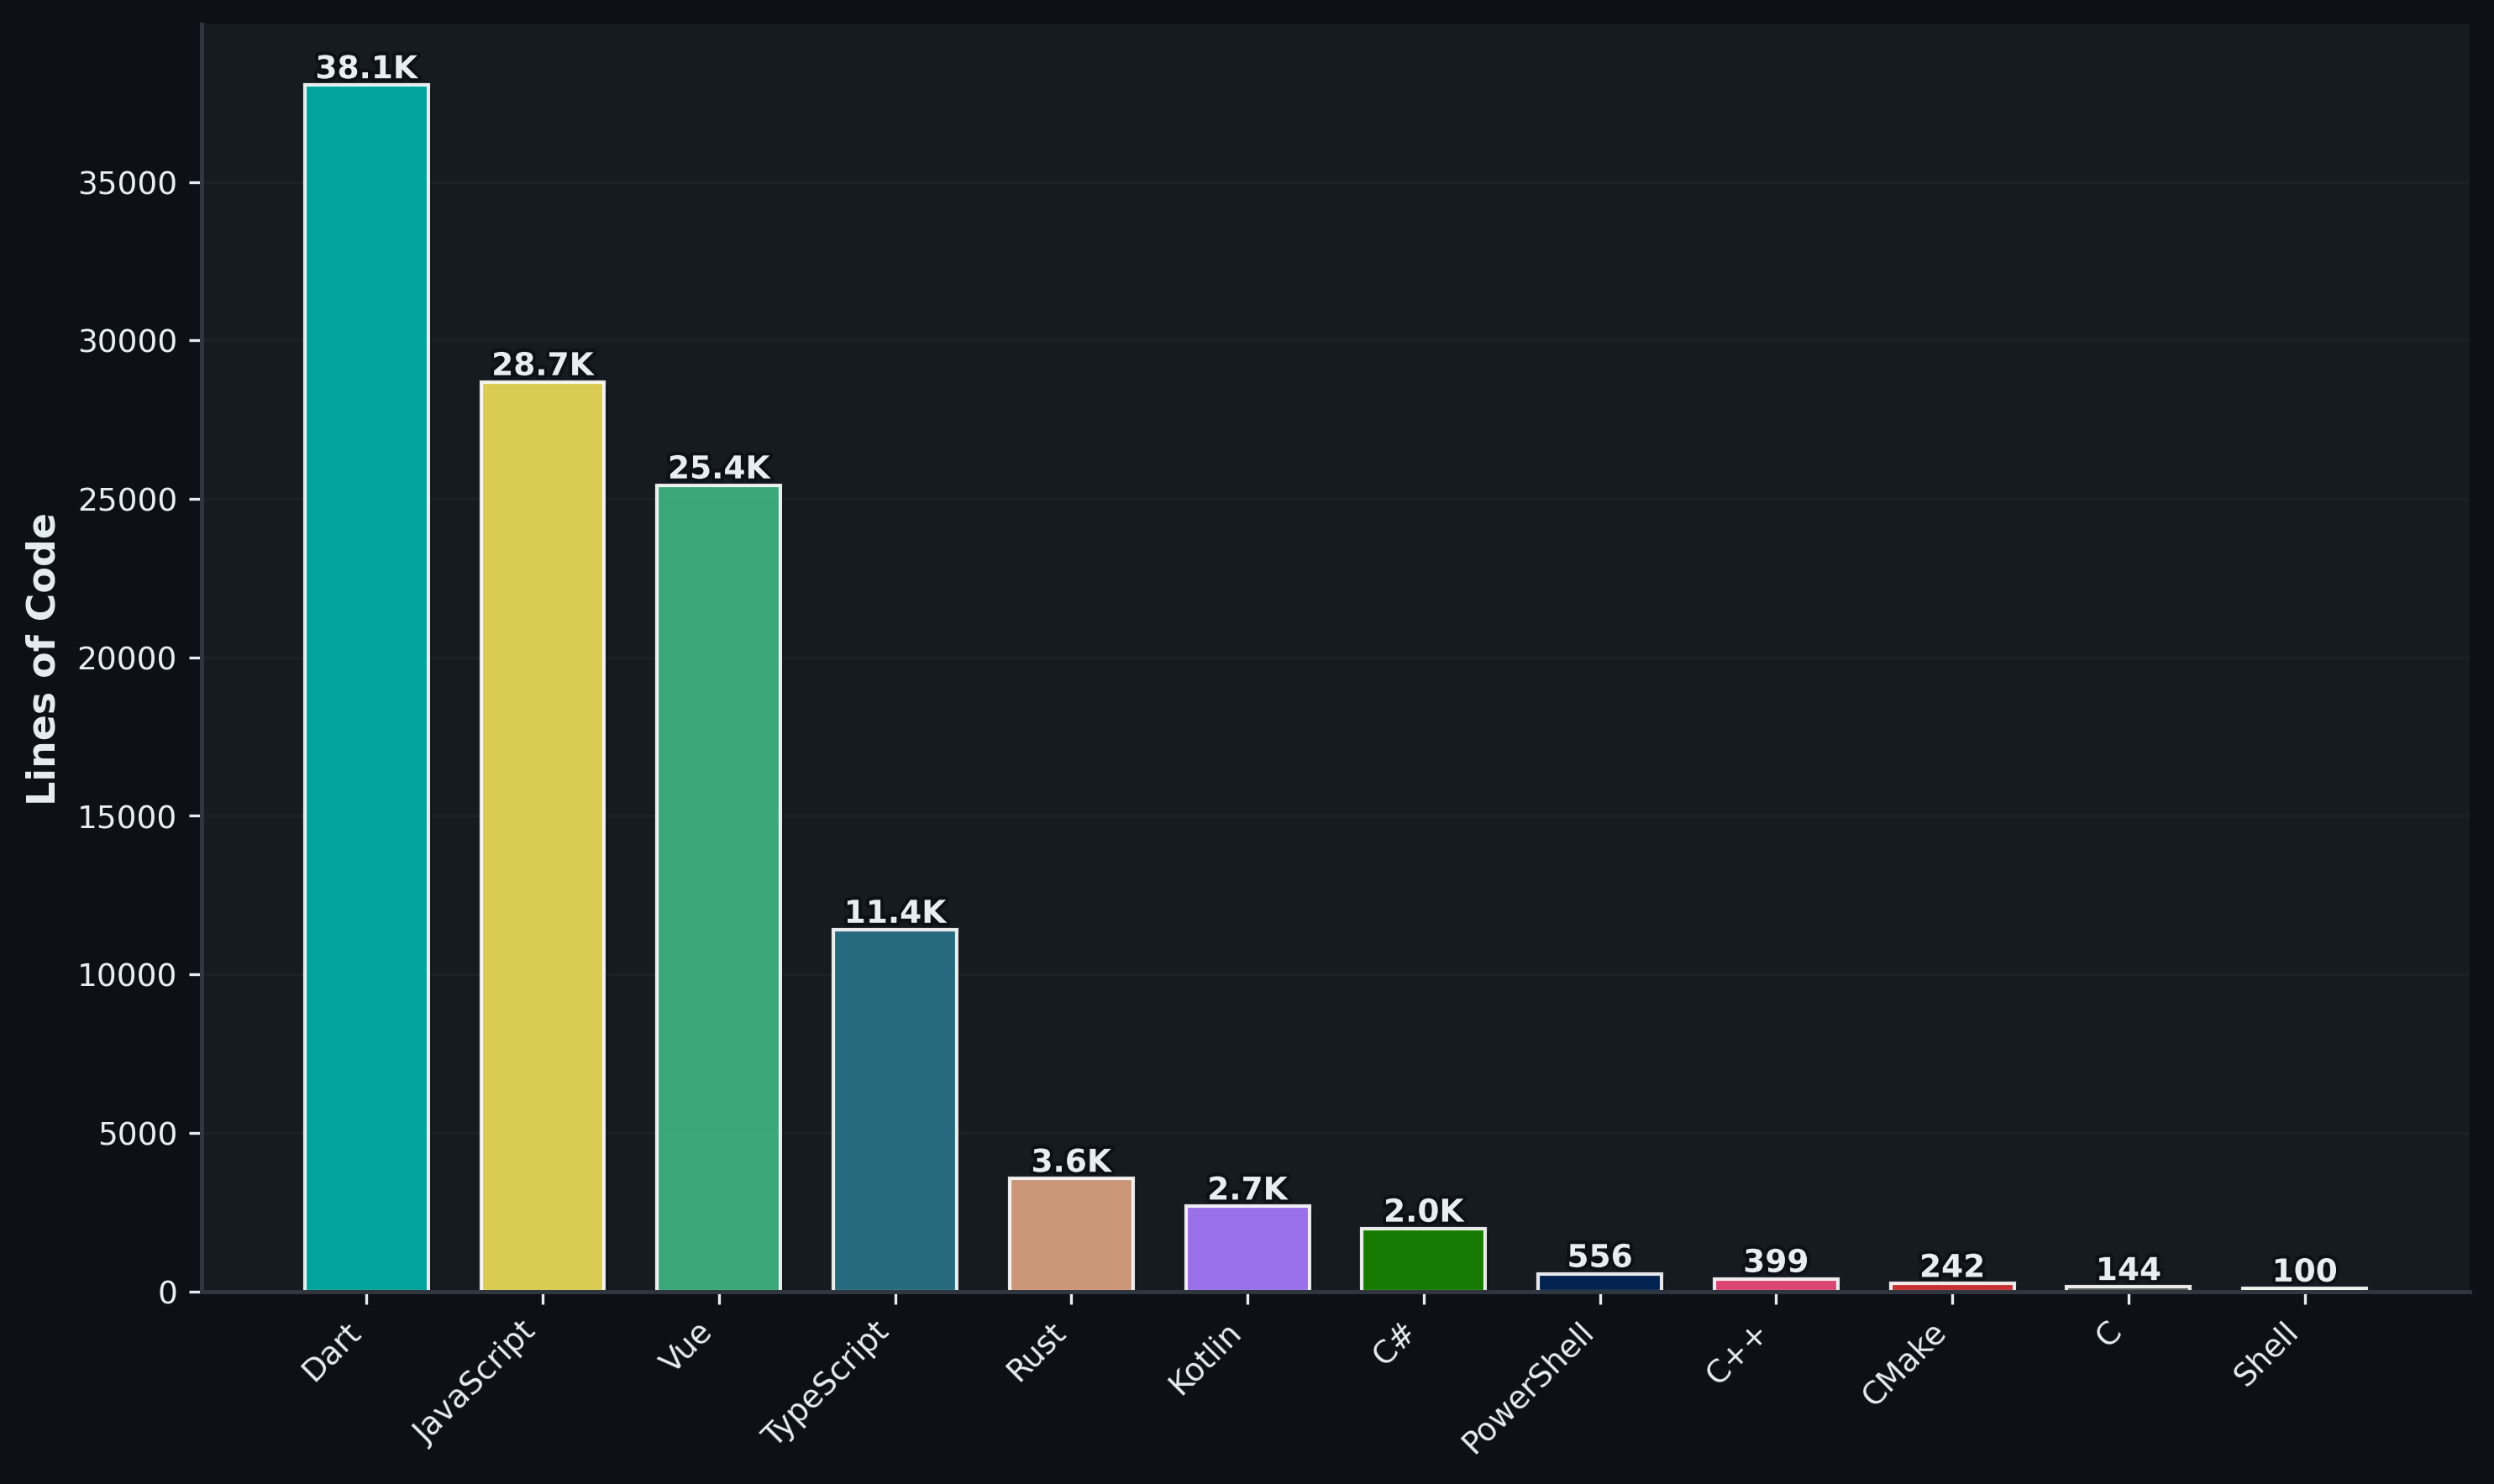 38.1K
28.7K
25.4K
11.4K
3.6K
2.7K
2.0K
556
399
242
144
100
Lines of Code
35000
30000
25000
20000
15000
10000
5000
0
Dart
JavaScript
Vue
TypeScript
Rust
Kotlin
C#
PowerShell
C++
CMake
C
Shell